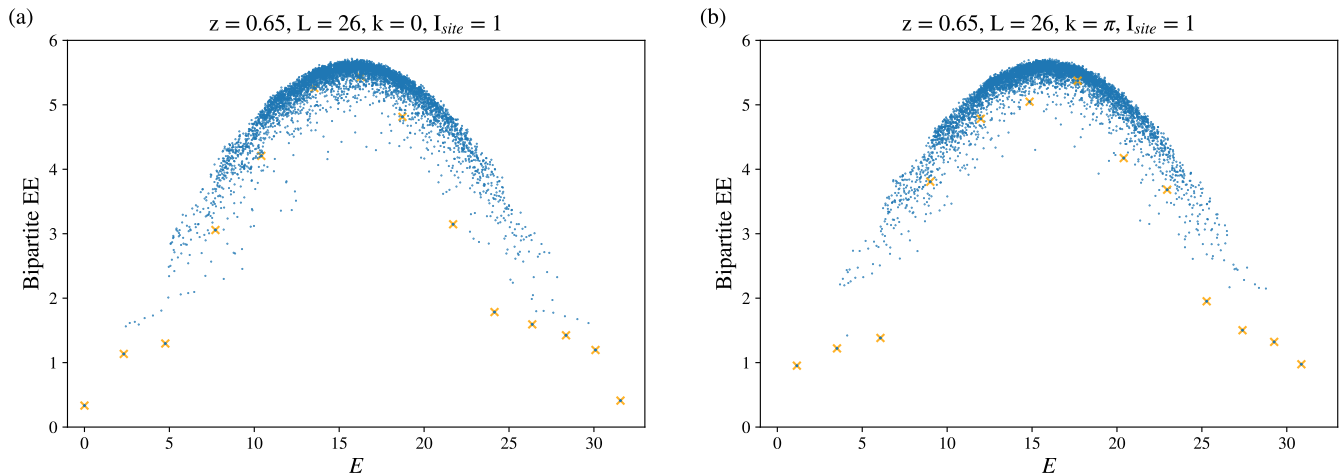 (a)
z = 0.65, L = 26, k = 0, I_site = 1
6
5
4
3
2
1
0
Bipartite EE
0 5 10 15 20 25 30
E
(b)
z = 0.65, L = 26, k = π, I_site = 1
6
5
4
3
2
1
0
Bipartite EE
0 5 10 15 20 25 30
E